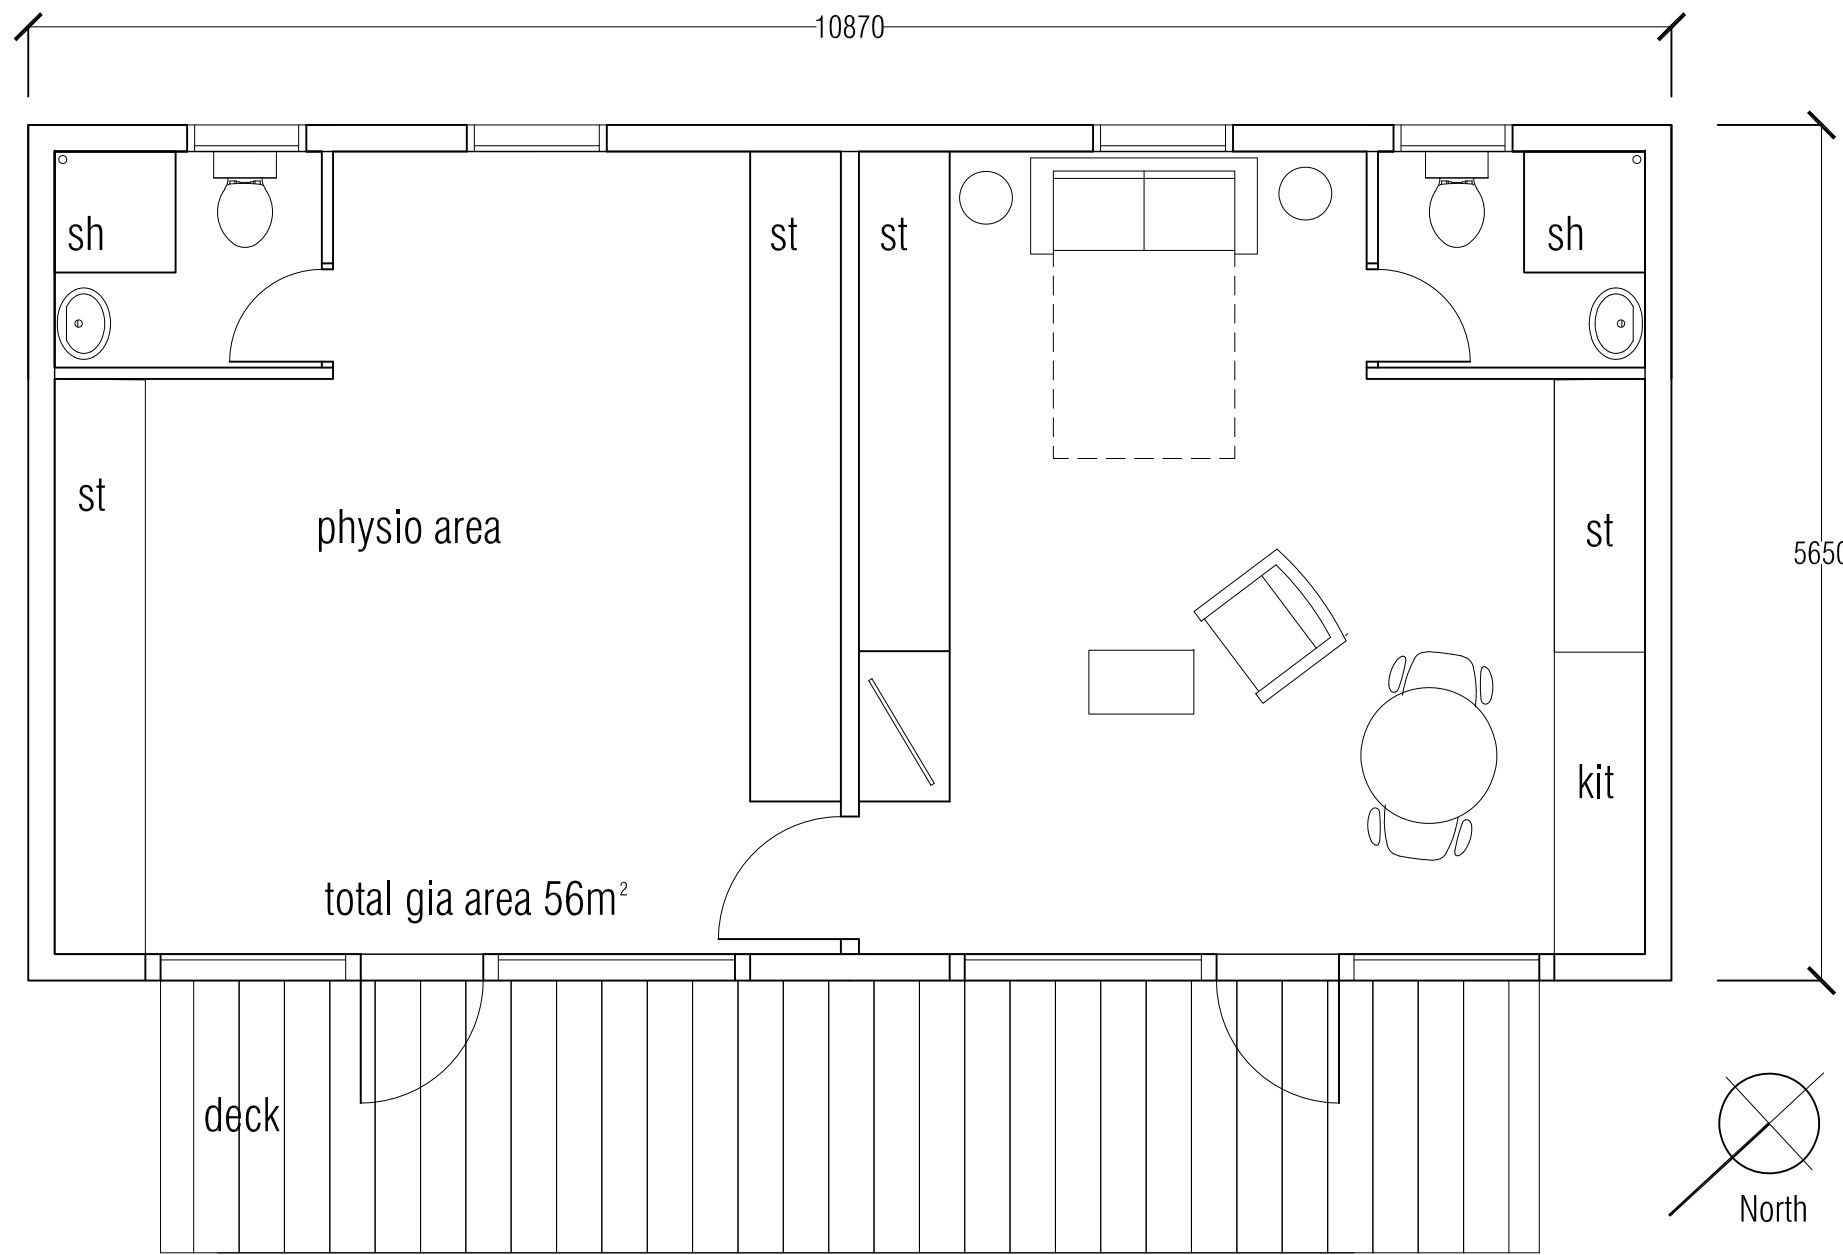 10870
sh
st
st
sh
st
physio area
st
5650
kit
total gia area 56m²
deck
North